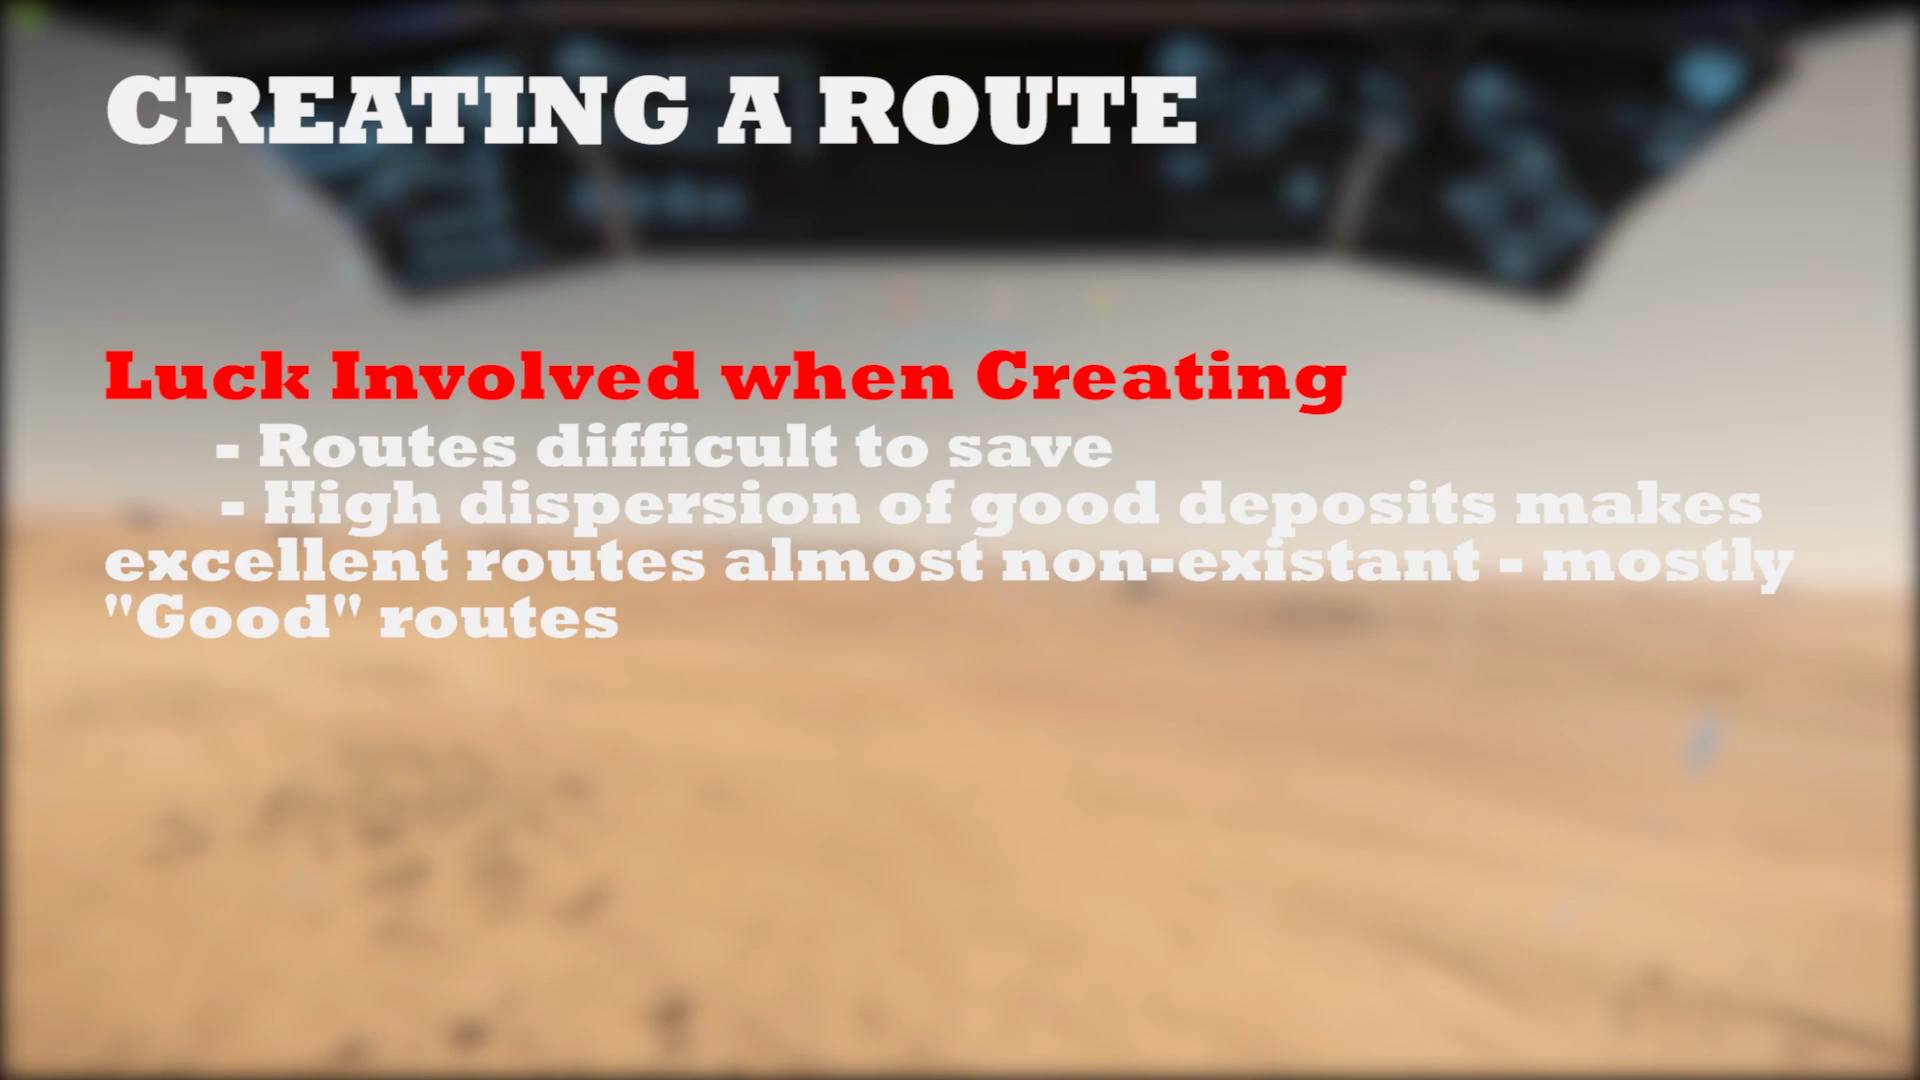 CREATING A ROUTE
Luck Involved when Creating
- Routes difficult to save
- High dispersion of good deposits makes
excellent routes almost non-existant - mostly
"Good" routes